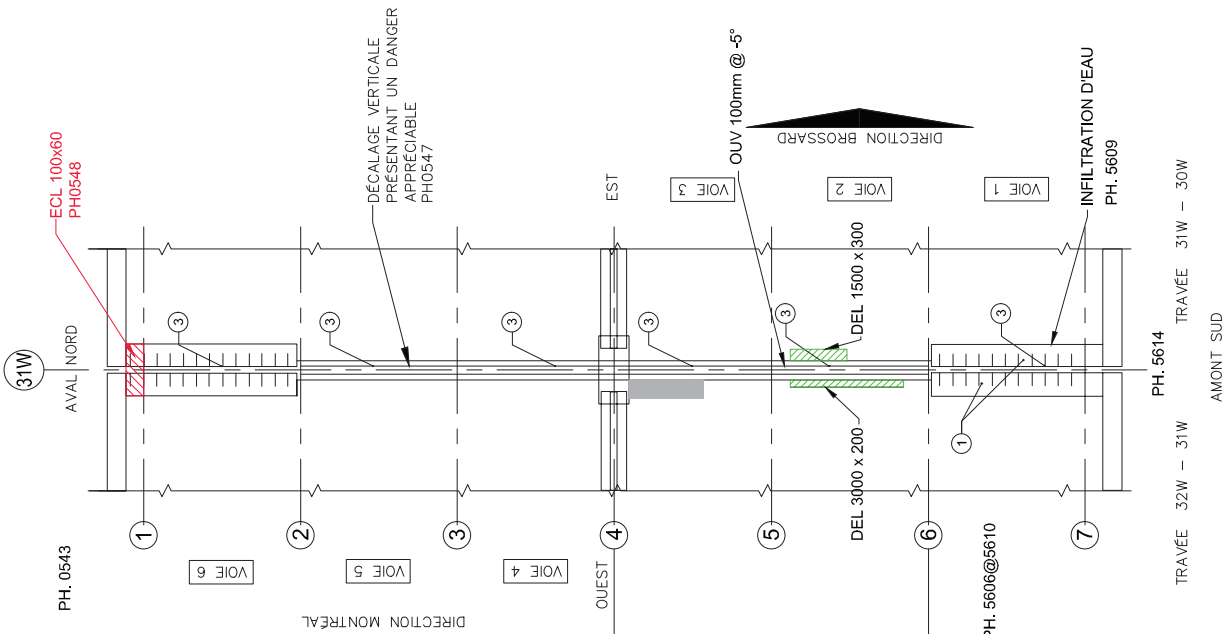 31W
AVAL NORD
ECL 100x60
PH0548
DÉCALAGE VERTICALE
PRÉSENTANT UN DANGER
APPRÉCIABLE
PH0547
OUV 100mm @ -5°
DIRECTION BROSSARD
PH. 0543
1
2
3
4
5
6
7
3
3
3
3
3
3
1
VOIE 6
VOIE 5
VOIE 4
DIRECTION MONTRÉAL
OUEST
EST
VOIE 3
VOIE 2
VOIE 1
DEL 1500 x 300
DEL 3000 x 200
INFILTRATION D'EAU
PH. 5609
PH. 5606@5610
PH. 5614
TRAVÉE 32W – 31W
TRAVÉE 31W – 30W
AMONT SUD